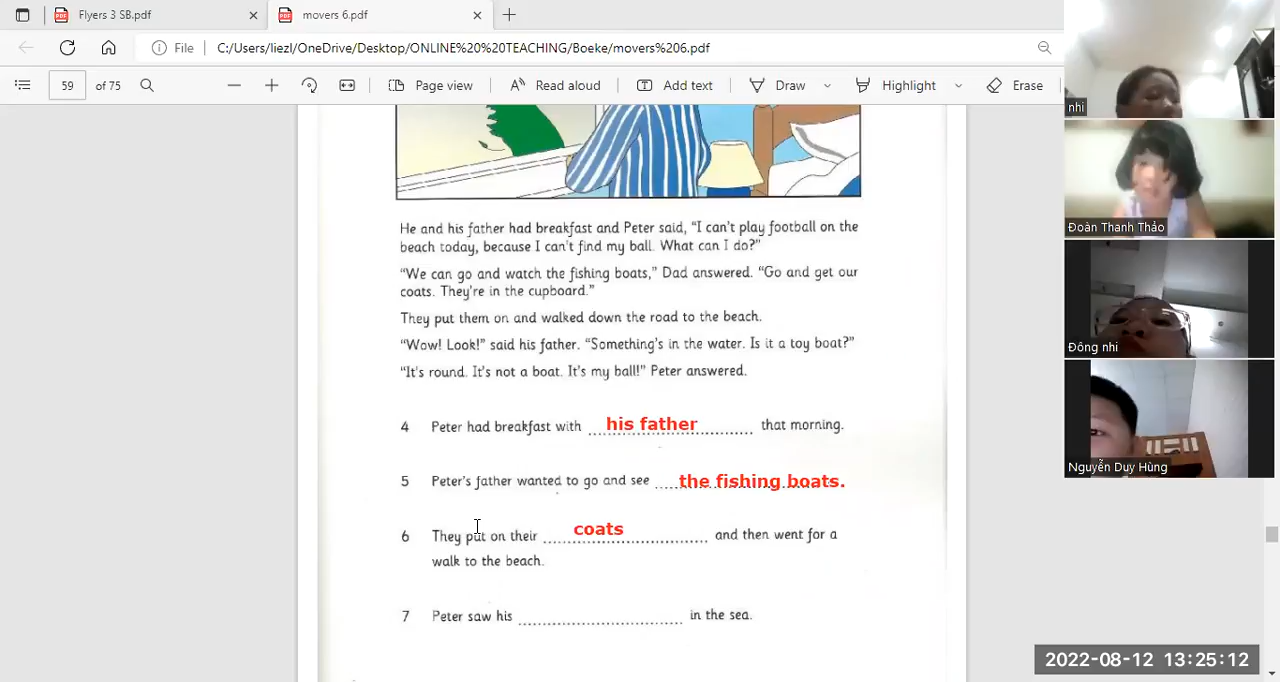 Flyers 3 SB.pdf
movers 6.pdf
File
C:/Users/liezl/OneDrive/Desktop/ONLINE%20%20TEACHING/Boeke/movers%206.pdf
59 of 75
Page view
Read aloud
Add text
Draw
Highlight
Erase
He and his father had breakfast and Peter said, “I can't play football on the
beach today, because I can't find my ball. What can I do?”
“We can go and watch the fishing boats,” Dad answered. “Go and get our
coats. They're in the cupboard.”
They put them on and walked down the road to the beach.
“Wow! Look!” said his father. “Something's in the water. Is it a toy boat?”
“It's round. It's not a boat. It's my ball!” Peter answered.
4 Peter had breakfast with his father that morning.
5 Peter's father wanted to go and see the fishing boats.
6 They put on their coats and then went for a
walk to the beach.
7 Peter saw his in the sea.
nhi
Đoàn Thanh Thảo
Đông nhi
Nguyễn Duy Hùng
2022-08-12 13:25:12